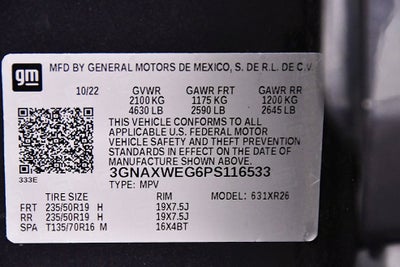 gm
MFD BY GENERAL MOTORS DE MEXICO, S. DE R.L. DE C.V.
10/22 GVWR GAWR FRT GAWR RR
2100 KG 1175 KG 1200 KG
4630 LB 2590 LB 2645 LB
THIS VEHICLE CONFORMS TO ALL
APPLICABLE U.S. FEDERAL MOTOR
VEHICLE SAFETY AND THEFT PREVENTION
STANDARDS IN EFFECT ON THE DATE OF
MANUFACTURE SHOWN ABOVE.
333E 3GNAXWEG6PS116533
TYPE: MPV
TIRE SIZE RIM MODEL: 631XR26
FRT 235/50R19 H 19X7.5J
RR 235/50R19 H 19X7.5J
SPA T135/70R16 M 16X4BT